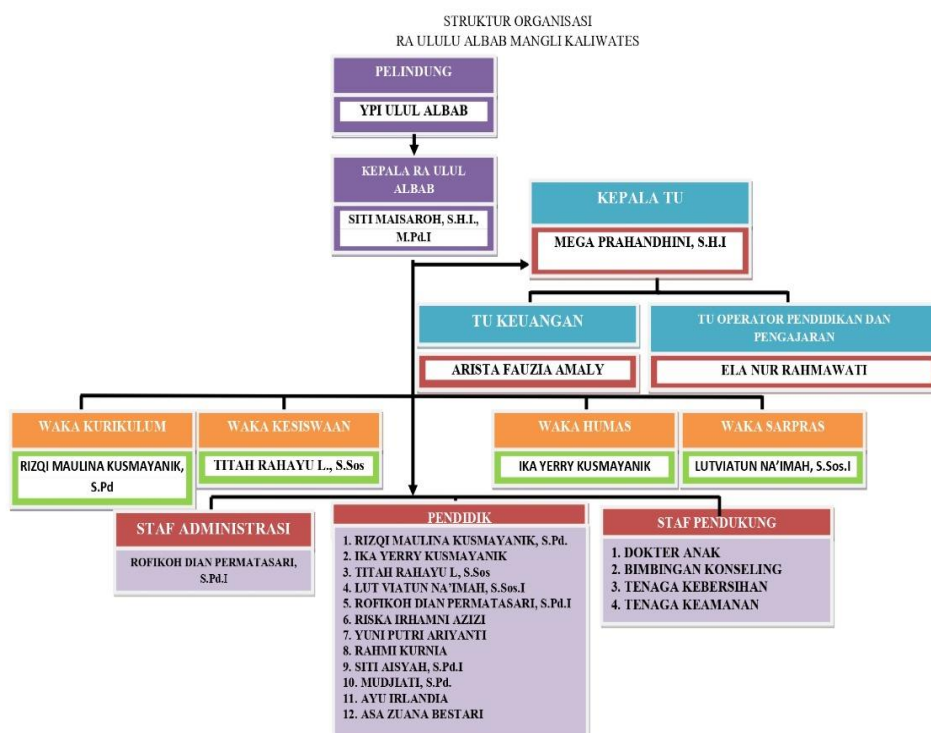 STRUKTUR ORGANISASI
RA ULULU ALBAB MANGLI KALIWATES
PELINDUNG
YPI ULUL ALBAB
KEPALA RA ULUL
ALBAB
SITI MAISAROH, S.H.I.,
M.Pd.I
KEPALA TU
MEGA PRAHANDHINI, S.H.I
TU KEUANGAN
ARISTA FAUZIA AMALY
TU OPERATOR PENDIDIKAN DAN
PENGAJARAN
ELA NUR RAHMAWATI
WAKA KURIKULUM
RIZQI MAULINA KUSMAYANIK,
S.Pd
WAKA KESISWAAN
TITAH RAHAYU L., S.Sos
WAKA HUMAS
IKA YERRY KUSMAYANIK
WAKA SARPRAS
LUTVIATUN NA'IMAH, S.Sos.I
STAF ADMINISTRASI
ROFIKOH DIAN PERMATASARI,
S.Pd.I
PENDIDIK
1. RIZQI MAULINA KUSMAYANIK, S.Pd.
2. IKA YERRY KUSMAYANIK
3. TITAH RAHAYU L, S.Sos
4. LUT VIATUN NA'IMAH, S.Sos.I
5. ROFIKOH DIAN PERMATASARI, S.Pd.I
6. RISKA IRHAMNI AZIZI
7. YUNI PUTRI ARIYANTI
8. RAHMI KURNIA
9. SITI AISYAH, S.Pd.I
10. MUDJIATI, S.Pd.
11. AYU IRLANDIA
12. ASA ZUANA BESTARI
STAF PENDUKUNG
1. DOKTER ANAK
2. BIMBINGAN KONSELING
3. TENAGA KEBERSIHAN
4. TENAGA KEAMANAN